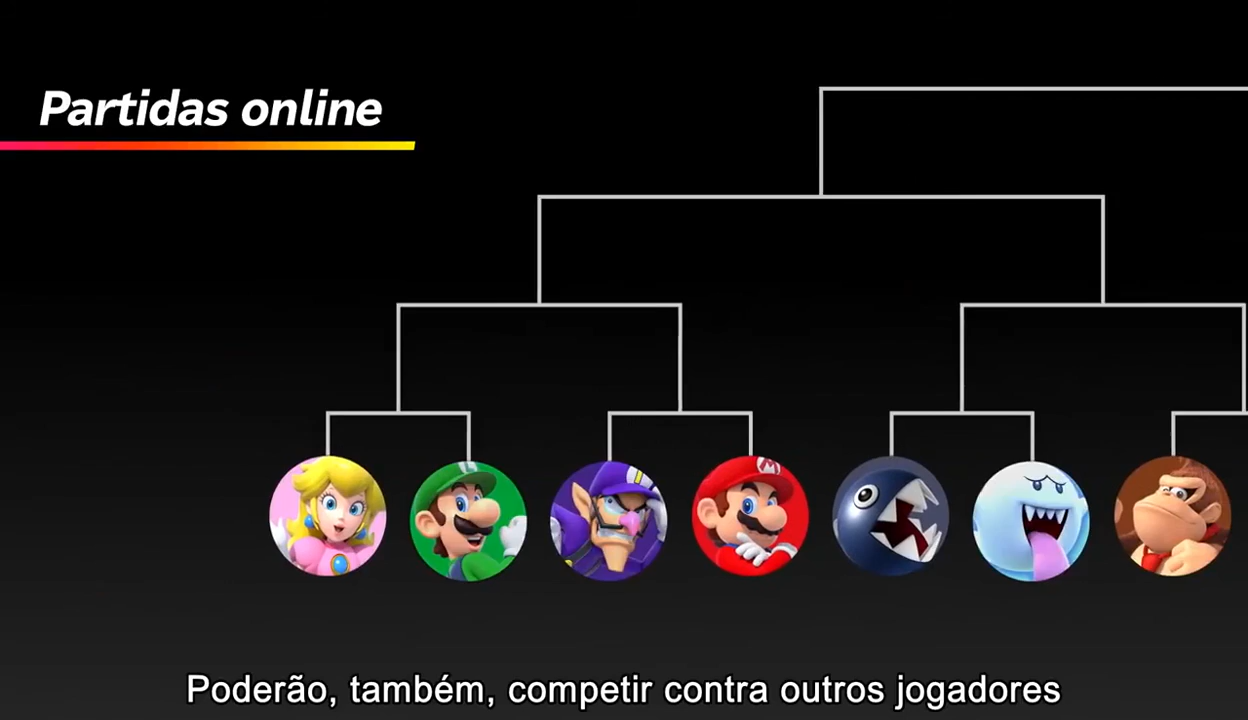 Partidas online
Poderão, também, competir contra outros jogadores